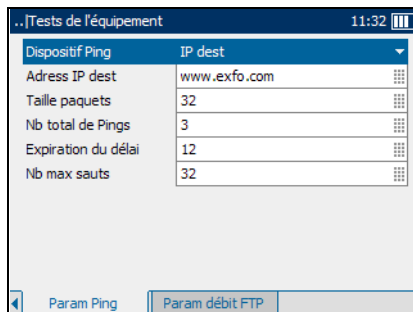 ..|Tests de l'équipement 11:32
Dispositif Ping IP dest
Adress IP dest www.exfo.com
Taille paquets 32
Nb total de Pings 3
Expiration du délai 12
Nb max sauts 32
Param Ping Param débit FTP